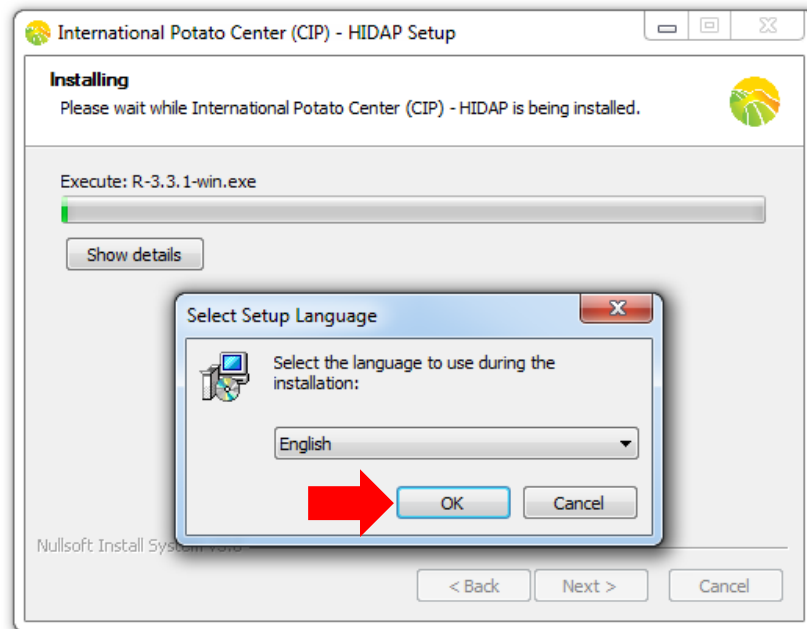 International Potato Center (CIP) - HIDAP Setup
Installing
Please wait while International Potato Center (CIP) - HIDAP is being installed.
Execute: R-3.3.1-win.exe
Show details
Select Setup Language
Select the language to use during the
installation:
English
OK Cancel
Nullsoft Install
< Back Next > Cancel